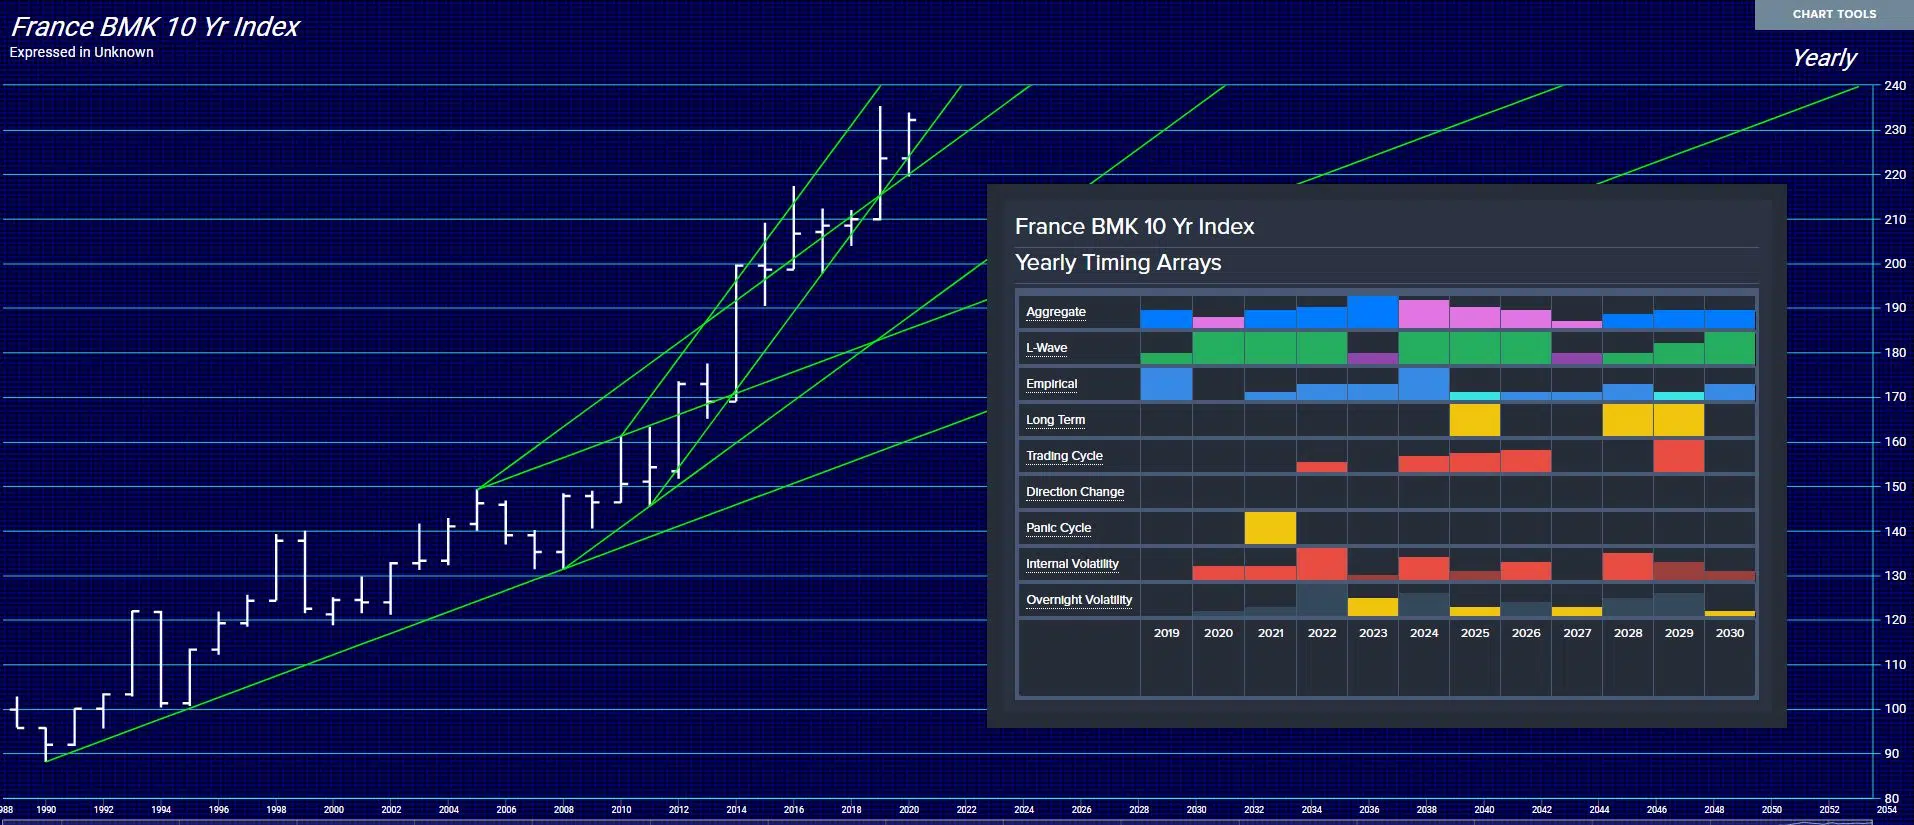 France BMK 10 Yr Index
Expressed in Unknown
CHART TOOLS
Yearly
240
230
220
210
200
190
180
170
160
150
140
130
120
110
100
90
80
France BMK 10 Yr Index
Yearly Timing Arrays
Aggregate
L-Wave
Empirical
Long Term
Trading Cycle
Direction Change
Panic Cycle
Internal Volatility
Overnight Volatility
2019 2020 2021 2022 2023 2024 2025 2026 2027 2028 2029 2030
988 1990 1992 1994 1996 1998 2000 2002 2004 2006 2008 2010 2012 2014 2016 2018 2020 2022 2024 2026 2028 2030 2032 2034 2036 2038 2040 2042 2044 2046 2048 2050 2052 2054